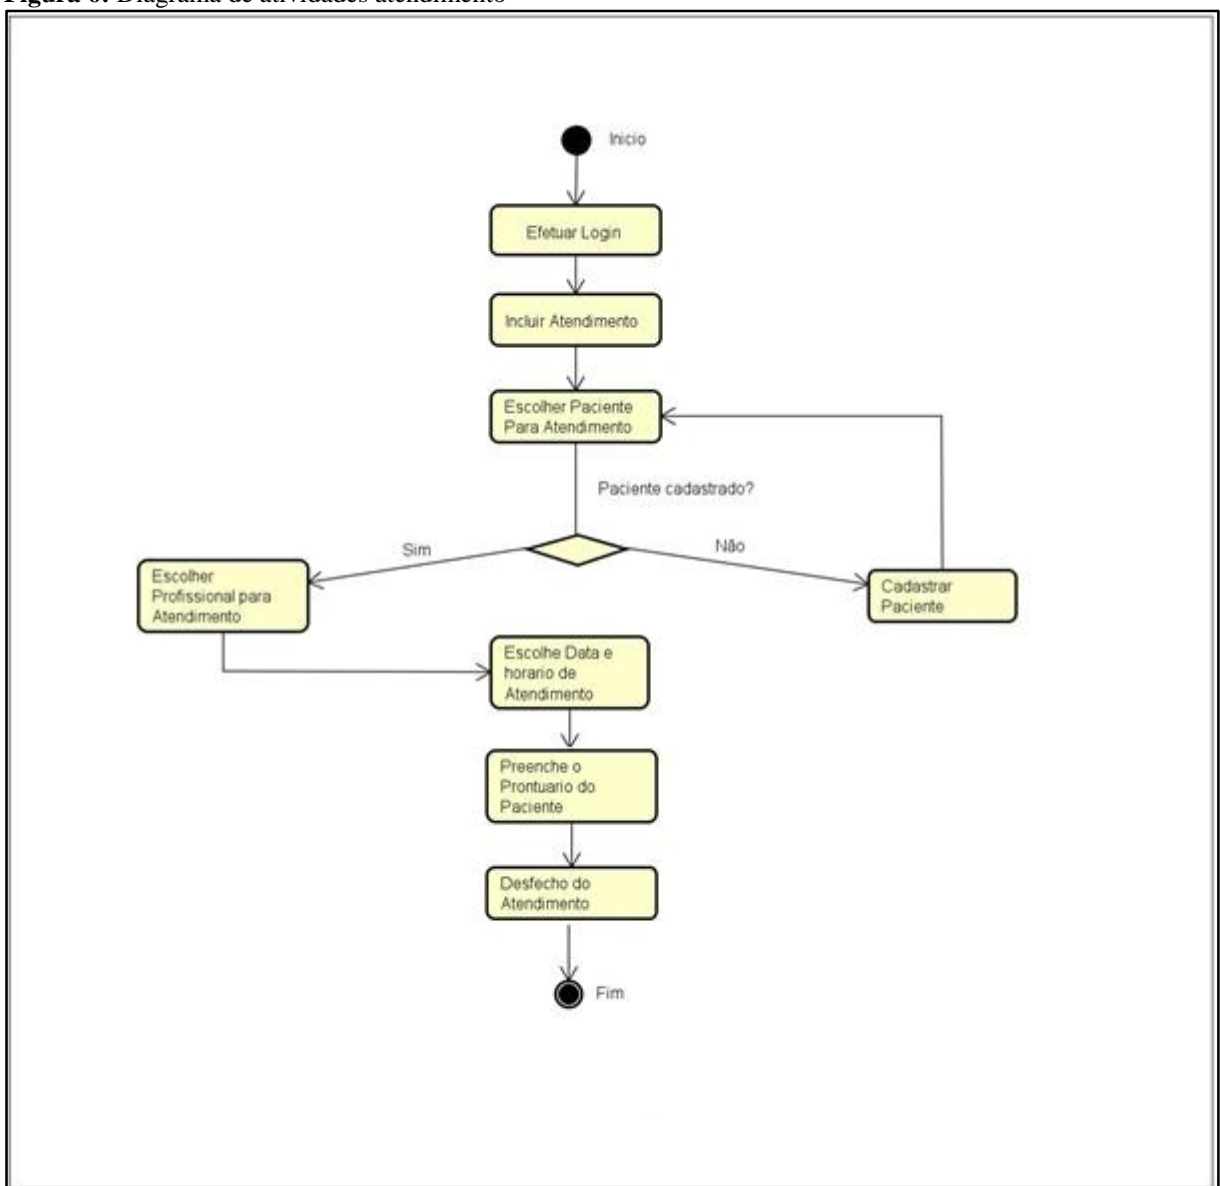 Figura 6: Diagrama de atividades atendimento
Inicio
Efetuar Login
Incluir Atendimento
Escolher Paciente
Para Atendimento
Paciente cadastrado?
Sim
Não
Escolher
Profissional para
Atendimento
Cadastrar
Paciente
Escolhe Data e
horario de
Atendimento
Preenche o
Prontuario do
Paciente
Desfecho do
Atendimento
Fim